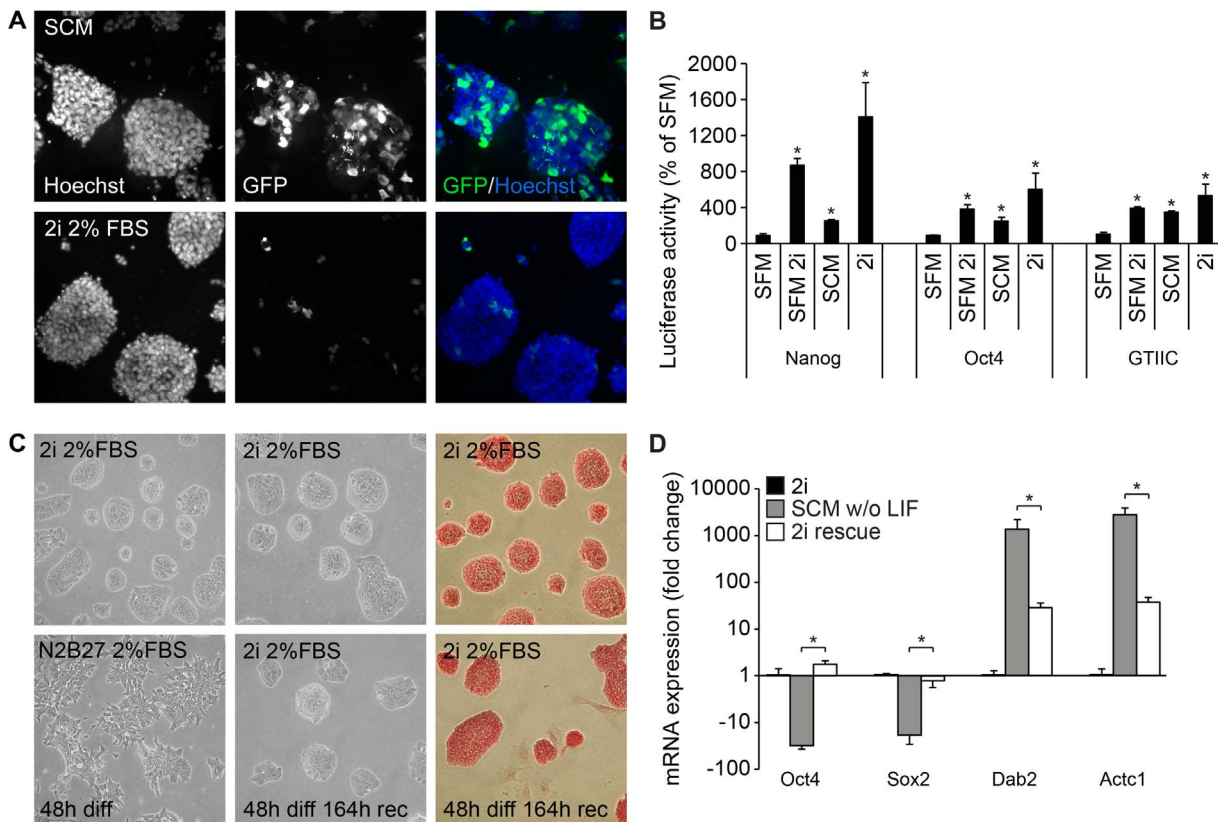 A
SCM
Hoechst
GFP
GFP/Hoechst
2i 2% FBS
B
Luciferase activity (% of SFM)
2000
1600
1200
800
400
0
*
*
*
*
*
*
*
*
*
SFM
SFM 2i
SCM
2i
SFM
SFM 2i
SCM
2i
SFM
SFM 2i
SCM
2i
Nanog
Oct4
GTIIC
C
2i 2%FBS
2i 2%FBS
2i 2%FBS
N2B27 2%FBS
48h diff
2i 2%FBS
48h diff 164h rec
2i 2%FBS
48h diff 164h rec
D
2i
SCM w/o LIF
2i rescue
mRNA expression (fold change)
10000
1000
100
10
1
-10
-100
*
*
*
*
Oct4
Sox2
Dab2
Actc1